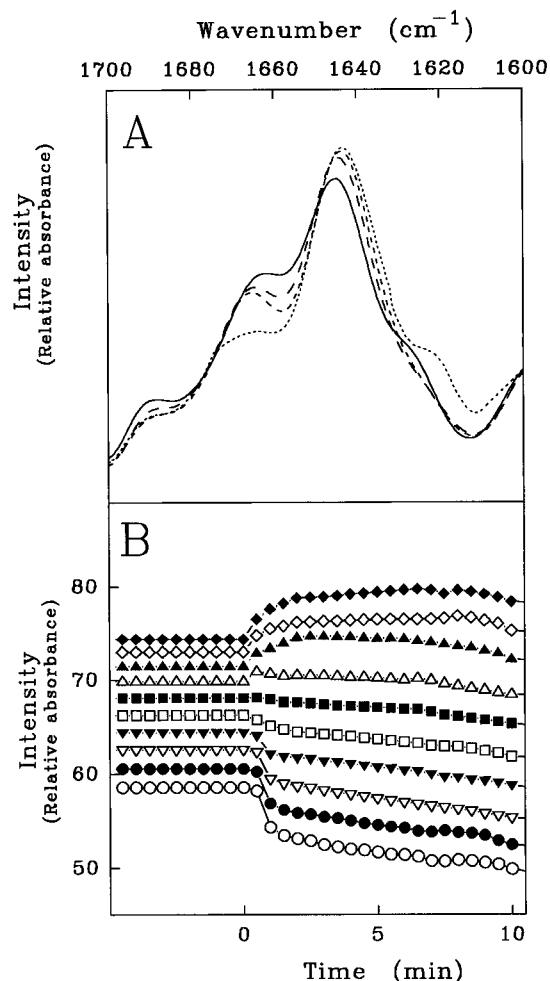 Wavenumber (cm⁻¹)
1700 1680 1660 1640 1620 1600
A
Intensity
(Relative absorbance)
B
80
70
60
50
Intensity
(Relative absorbance)
0 5 10
Time (min)